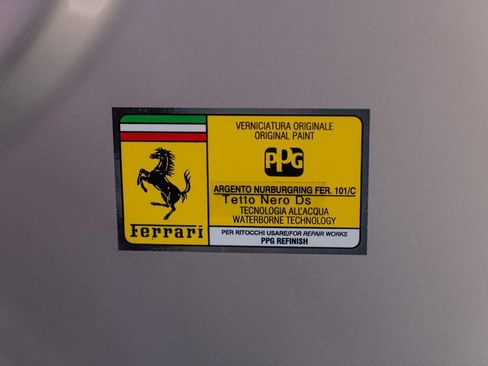 VERNICIATURA ORIGINALE
ORIGINAL PAINT
PPG
ARGENTO NURBURGRING FER. 101/C
Tetto Nero Ds
TECNOLOGIA ALL'ACQUA
WATERBORNE TECHNOLOGY
Ferrari
PER RITOCCHI USARE/FOR REPAIR WORKS
PPG REFINISH